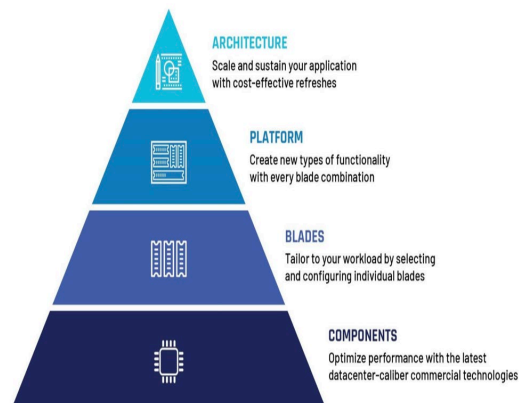 ARCHITECTURE
Scale and sustain your application
with cost-effective refreshes
PLATFORM
Create new types of functionality
with every blade combination
BLADES
Tailor to your workload by selecting
and configuring individual blades
COMPONENTS
Optimize performance with the latest
datacenter-caliber commercial technologies